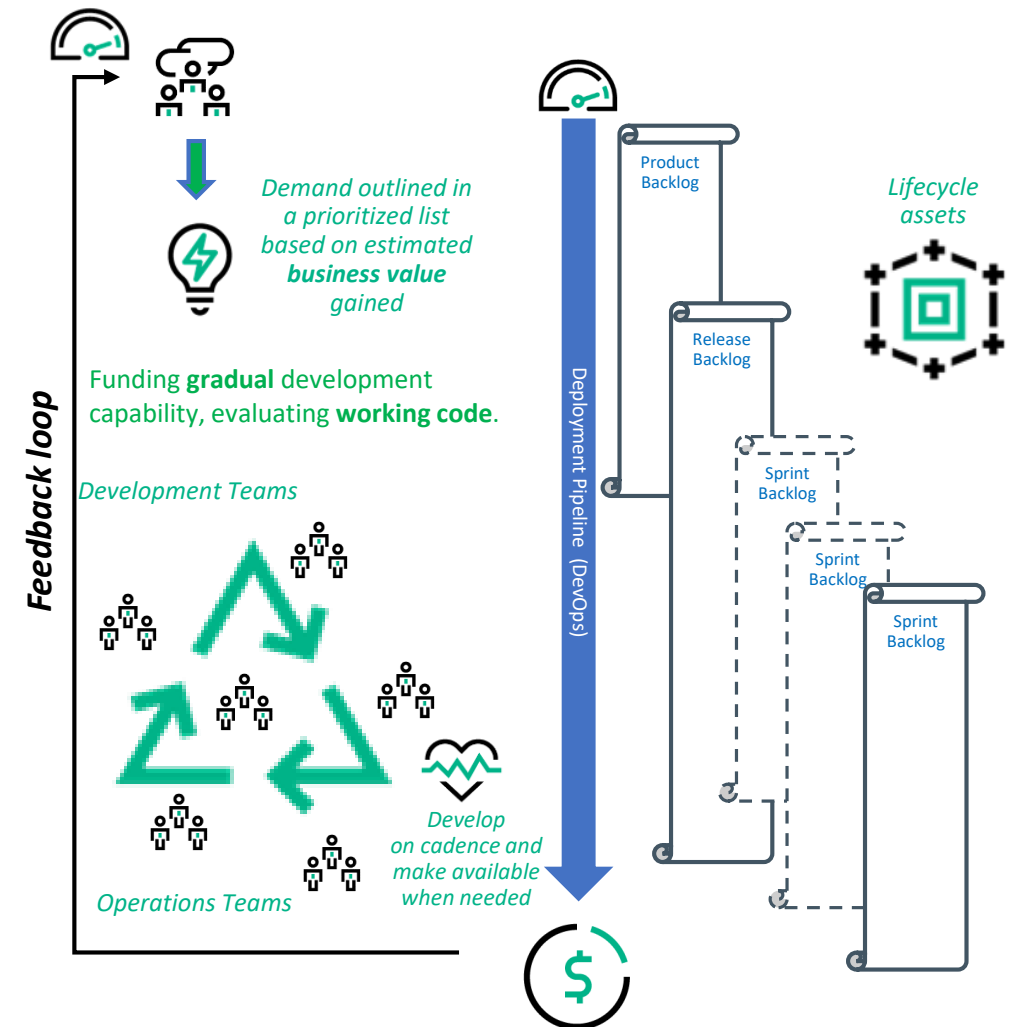 Demand outlined in
a prioritized list
based on estimated
business value
gained
Funding gradual development
capability, evaluating working code.
Feedback loop
Development Teams
Develop
on cadence and
make available
when needed
Operations Teams
$
Deployment Pipeline (DevOps)
Product
Backlog
Release
Backlog
Sprint
Backlog
Sprint
Backlog
Sprint
Backlog
Lifecycle
assets